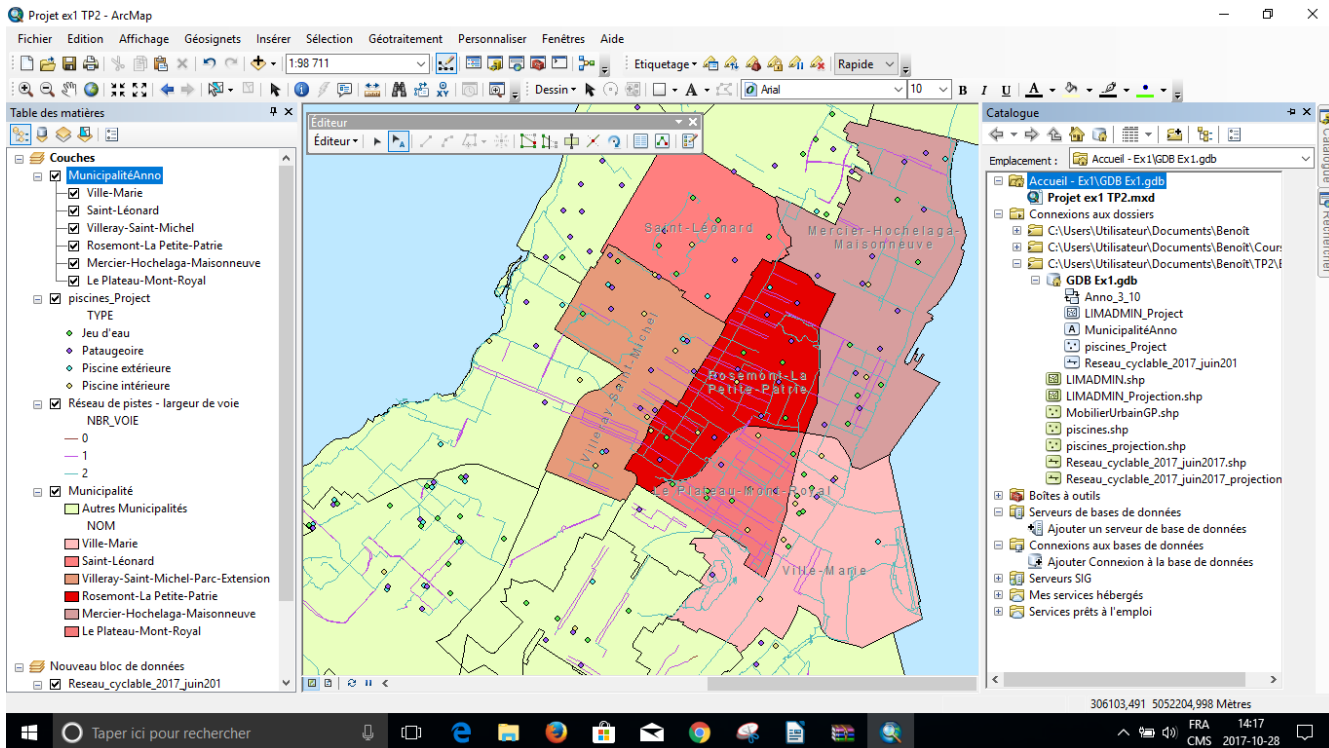 Projet ex1 TP2 - ArcMap
Fichier Edition Affichage Géosignets Insérer Sélection Géotraitement Personnaliser Fenêtres Aide
1:98 711 Etiquetage Rapide
Dessin A Arial 10 B I U A
Table des matières
Couches
MunicipalitéAnno
Ville-Marie
Saint-Léonard
Villeray-Saint-Michel
Rosemont-La Petite-Patrie
Mercier-Hochelaga-Maisonneuve
Le Plateau-Mont-Royal
piscines_Project
TYPE
Jeu d'eau
Pataugeoire
Piscine extérieure
Piscine intérieure
Réseau de pistes - largeur de voie
NBR_VOIE
0
1
2
Municipalité
Autres Municipalités
NOM
Ville-Marie
Saint-Léonard
Villeray-Saint-Michel-Parc-Extension
Rosemont-La Petite-Patrie
Mercier-Hochelaga-Maisonneuve
Le Plateau-Mont-Royal
Nouveau bloc de données
Reseau_cyclable_2017_juin201
Editeur
Éditeur
Saint-Léonard
Mercier-Hochelaga-
Maisonneuve
Villeray-Saint-Michel
Rosemont-La
Petite-Patrie
Le Plateau-Mont-Royal
Ville-Marie
Catalogue
Emplacement : Accueil - Ex1\GDB Ex1.gdb
Accueil - Ex1\GDB Ex1.gdb
Projet ex1 TP2.mxd
Connexions aux dossiers
C:\Users\Utilisateur\Documents\Benoît
C:\Users\Utilisateur\Documents\Benoît\Cour
C:\Users\Utilisateur\Documents\Benoît\TP2\E
GDB Ex1.gdb
Anno_3_10
LIMADMIN_Project
MunicipalitéAnno
piscines_Project
Reseau_cyclable_2017_juin201
LIMADMIN.shp
LIMADMIN_Projection.shp
MobilierUrbainGP.shp
piscines.shp
piscines_projection.shp
Reseau_cyclable_2017_juin2017.shp
Reseau_cyclable_2017_juin2017_projection
Boîtes à outils
Serveurs de bases de données
Ajouter un serveur de base de données
Connexions aux bases de données
Ajouter Connexion à la base de données
Serveurs SIG
Mes services hébergés
Services prêts à l'emploi
Catalogue
Rechercher
306103,491 5052204,998 Mètres
Taper ici pour rechercher
FRA 14:17
CMS 2017-10-28